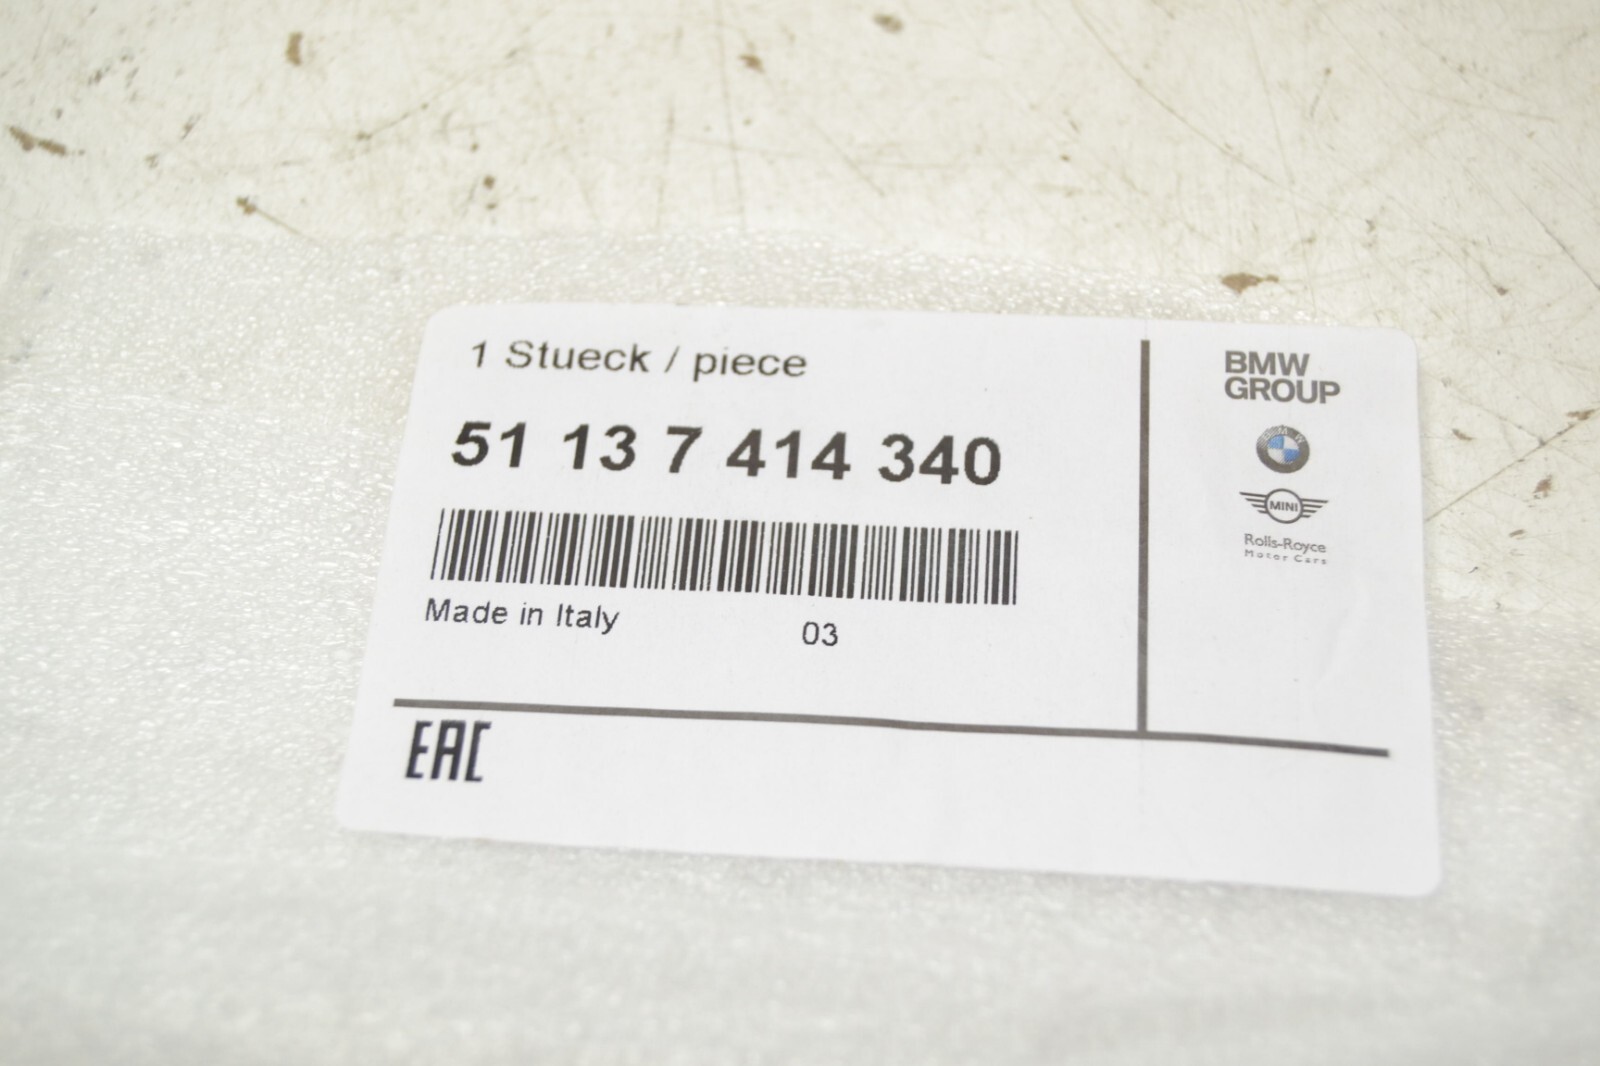 1 Stueck / piece
51 13 7 414 340
Made in Italy
03
EAC
BMW
GROUP
BMW
MINI
Rolls-Royce
Motor Cars